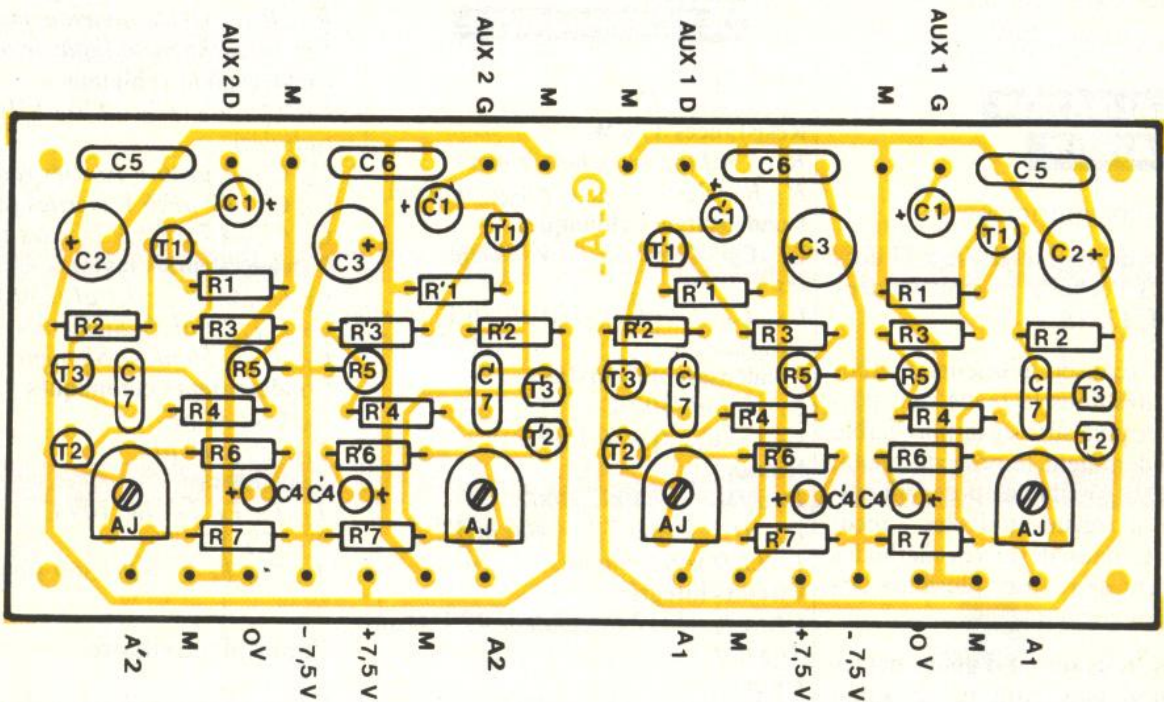 AUX 2 D
M
AUX 2 G
M
M
AUX 1 D
M
AUX 1 G
C5
C6
C6
C5
C1 +
+ C'1
+ C'1
+ C1
G-A-
+ C2
T1
C3 +
T'1
T'1
+ C3
T1
C2 +
R1
R'1
R'1
R1
R2
R3
R'3
R'2
R'2
R3
R3
R2
T3
C7
R5
R'5
C'7
T'3
T'3
C'7
R5
R5
C7
T3
R4
R'4
T'2
R'4
R4
T2
T2
R6
R'6
T'2
R'6
R6
AJ
+ C4
C'4 +
AJ
AJ
+ C'4
C4 +
AJ
R7
R'7
R'7
R7
A'2
M
0V
-7,5 V
+7,5 V
M
A2
A1
M
+7,5 V
-7,5 V
0V
M
A1